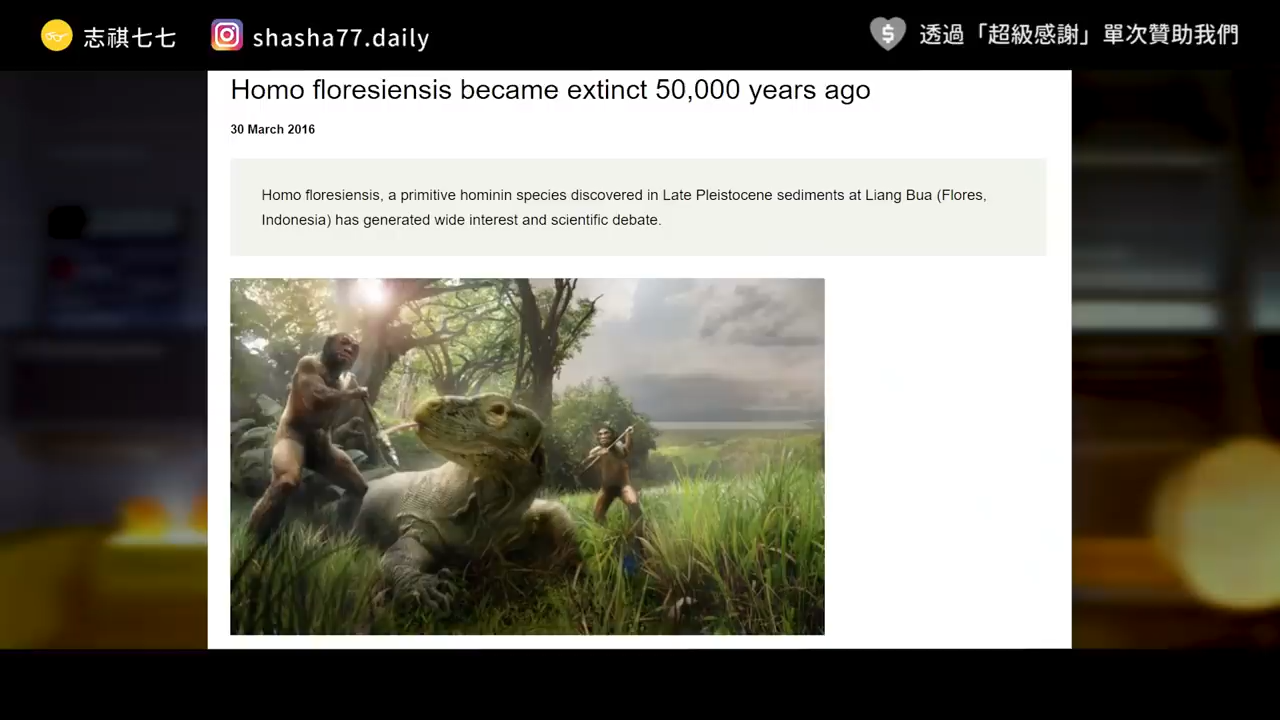 志祺七七
shasha77.daily
透過「超級感謝」單次贊助我們
Homo floresiensis became extinct 50,000 years ago
30 March 2016
Homo floresiensis, a primitive hominin species discovered in Late Pleistocene sediments at Liang Bua (Flores,
Indonesia) has generated wide interest and scientific debate.